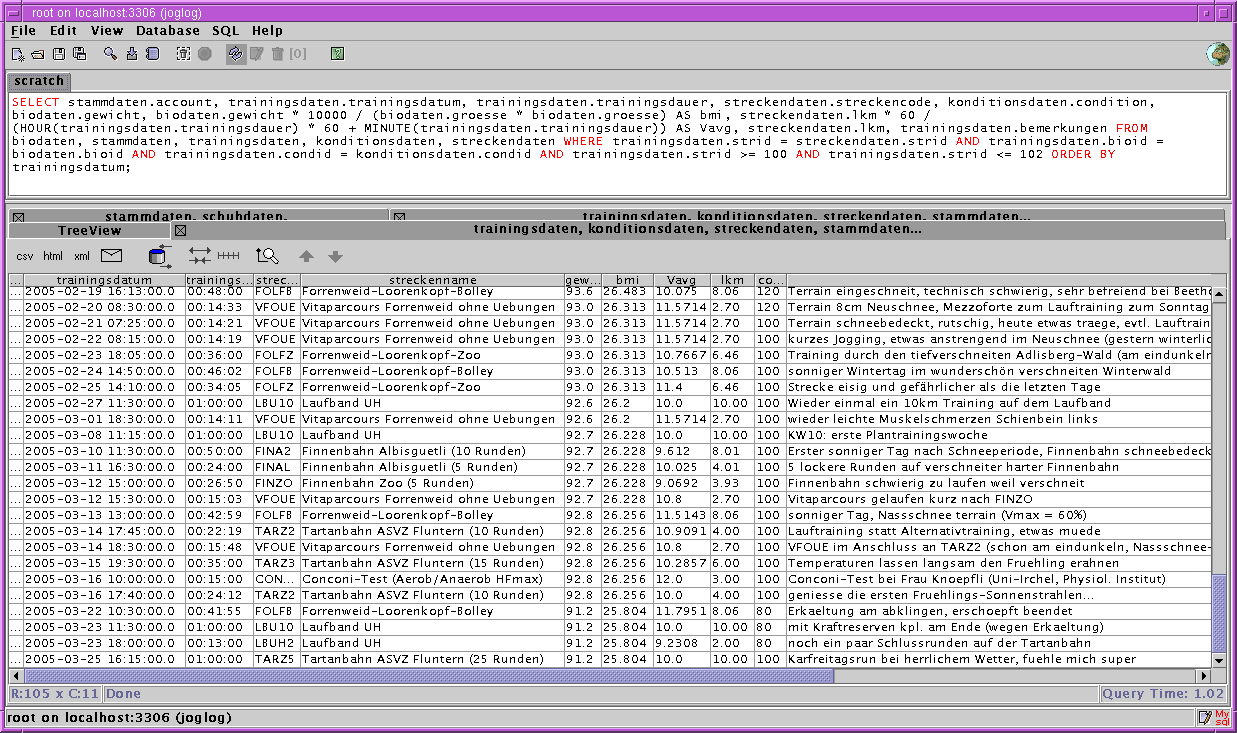 root on localhost:3306 (joglog)
File Edit View Database SQL Help
[0] ?
scratch
SELECT stammdaten.account, trainingsdaten.trainingsdatum, trainingsdaten.trainingsdauer, streckendaten.streckencode, konditionsdaten.condition,
biodaten.gewicht, biodaten.gewicht * 10000 / (biodaten.groesse * biodaten.groesse) AS bmi, streckendaten.lkm * 60 /
(HOUR(trainingsdaten.trainingsdauer) * 60 + MINUTE(trainingsdaten.trainingsdauer)) AS Vavg, streckendaten.lkm, trainingsdaten.bemerkungen FROM
biodaten, stammdaten, trainingsdaten, konditionsdaten, streckendaten WHERE trainingsdaten.strid = streckendaten.strid AND trainingsdaten.bioid =
biodaten.bioid AND trainingsdaten.condid = konditionsdaten.condid AND trainingsdaten.strid >= 100 AND trainingsdaten.strid <= 102 ORDER BY
trainingsdatum;
stammdaten, schuhdaten, trainingsdaten, konditionsdaten, streckendaten, stammdaten...
TreeView trainingsdaten, konditionsdaten, streckendaten, stammdaten...
csv html xml
... trainingsdatum trainings... strec... streckenname gew... bmi Vavg lkm co...
... 2005-02-19 16:13:00.0 00:48:00 FOLFB Forrenweid-Loorenkopf-Bolley 93.6 26.483 10.075 8.06 120 Terrain eingeschneit, technisch schwierig, sehr befreiend bei Beeth
... 2005-02-20 08:30:00.0 00:14:33 VFOUE Vitaparcours Forrenweid ohne Uebungen 93.0 26.313 11.5714 2.70 120 Terrain 8cm Neuschnee, Mezzoforte zum Lauftraining zum Sonntag
... 2005-02-21 07:25:00.0 00:14:21 VFOUE Vitaparcours Forrenweid ohne Uebungen 93.0 26.313 11.5714 2.70 100 Terrain schneebedeckt, rutschig, heute etwas traege, evtl. Lauftrain
... 2005-02-22 08:15:00.0 00:14:19 VFOUE Vitaparcours Forrenweid ohne Uebungen 93.0 26.313 11.5714 2.70 100 kurzes Jogging, etwas anstrengend im Neuschnee (gestern winterlic
... 2005-02-23 18:05:00.0 00:36:00 FOLFZ Forrenweid-Loorenkopf-Zoo 93.0 26.313 10.7667 6.46 100 Training durch den tiefverschneiten Adlisberg-Wald (am eindunkeln
... 2005-02-24 14:50:00.0 00:46:02 FOLFB Forrenweid-Loorenkopf-Bolley 93.0 26.313 10.513 8.06 100 sonniger Wintertag im wunderschön verschneiten Winterwald
... 2005-02-25 14:10:00.0 00:34:05 FOLFZ Forrenweid-Loorenkopf-Zoo 93.0 26.313 11.4 6.46 100 Strecke eisig und gefährlicher als die letzten Tage
... 2005-02-27 11:30:00.0 01:00:00 LBU10 Laufband UH 92.6 26.2 10.0 10.00 100 Wieder einmal ein 10km Training auf dem Laufband
... 2005-03-01 18:30:00.0 00:14:11 VFOUE Vitaparcours Forrenweid ohne Uebungen 92.6 26.2 11.5714 2.70 100 wieder leichte Muskelschmerzen Schienbein links
... 2005-03-08 11:15:00.0 01:00:00 LBU10 Laufband UH 92.7 26.228 10.0 10.00 100 KW10: erste Plantrainingswoche
... 2005-03-10 11:50:00.0 00:50:00 FINA2 Finnenbahn Albisguetli (10 Runden) 92.7 26.228 9.612 8.01 100 Erster sonniger Tag nach Schneeperiode, Finnenbahn schneebedeck
... 2005-03-11 16:30:00.0 00:24:00 FINAL Finnenbahn Albisguetli (5 Runden) 92.7 26.228 10.025 4.01 100 5 lockere Runden auf verschneiter harter Finnenbahn
... 2005-03-12 15:00:00.0 00:26:50 FINZO Finnenbahn Zoo (5 Runden) 92.7 26.228 9.0692 3.93 100 Finnenbahn schwierig zu laufen weil verschneit
... 2005-03-12 15:30:00.0 00:15:03 VFOUE Vitaparcours Forrenweid ohne Uebungen 92.7 26.228 10.8 2.70 100 Vitaparcours gelaufen kurz nach FINZO
... 2005-03-13 13:00:00.0 00:42:59 FOLFB Forrenweid-Loorenkopf-Bolley 92.8 26.256 11.5143 8.06 100 sonniger Tag, Nassschnee terrain (Vmax = 60%)
... 2005-03-14 17:45:00.0 00:22:19 TARZ2 Tartanbahn ASVZ Fluntern (10 Runden) 92.8 26.256 10.9091 4.00 100 Lauftraining statt Alternativtraining, etwas muede
... 2005-03-14 18:30:00.0 00:15:48 VFOUE Vitaparcours Forrenweid ohne Uebungen 92.8 26.256 10.8 2.70 100 VFOUE im Anschluss an TARZ2 (schon am eindunkeln, Nassschnee-
... 2005-03-15 19:30:00.0 00:35:00 TARZ3 Tartanbahn ASVZ Fluntern (15 Runden) 92.8 26.256 10.2857 6.00 100 Temperaturen lassen langsam den Fruehling erahnen
... 2005-03-16 10:00:00.0 00:15:00 CON... Conconi-Test (Aerob/Anaerob HFmax) 92.8 26.256 12.0 3.00 100 Conconi-Test bei Frau Knoepfli (Uni-Irchel, Physiol. Institut)
... 2005-03-16 17:40:00.0 00:24:12 TARZ2 Tartanbahn ASVZ Fluntern (10 Runden) 92.8 26.256 10.0 4.00 100 geniesse die ersten Fruehlings-Sonnenstrahlen...
... 2005-03-22 10:30:00.0 00:41:55 FOLFB Forrenweid-Loorenkopf-Bolley 91.2 25.804 11.7951 8.06 80 Erkaeltung am abklingen, erschoepft beendet
... 2005-03-23 11:00:00.0 01:00:00 LBU10 Laufband UH 91.2 25.804 10.0 10.00 80 mit Kraftreserven kpl. am Ende (wegen Erkaeltung)
... 2005-03-23 18:00:00.0 00:13:00 LBUH2 Laufband UH 91.2 25.804 9.2308 2.00 80 noch ein paar Schlussrunden auf der Tartanbahn
... 2005-03-25 16:15:00.0 01:00:00 TARZ5 Tartanbahn ASVZ Fluntern (25 Runden) 91.2 25.804 10.0 10.00 100 Karfreitagsrun bei herrlichem Wetter, fuehle mich super
R:105 x C:11 Done Query Time: 1.02
root on localhost:3306 (joglog) My sql